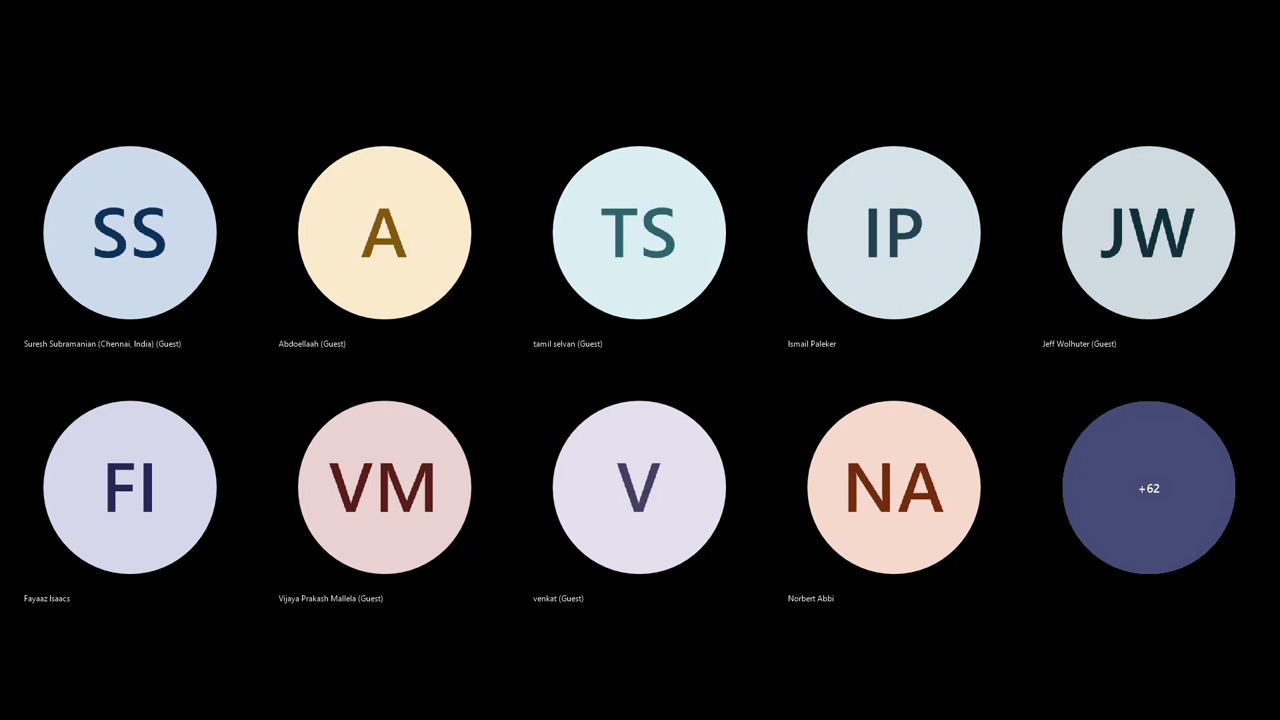 SS
A
TS
IP
JW
Suresh Subramanian (Chennai, India) (Guest)
Abdoellaah (Guest)
tamil selvan (Guest)
Ismail Paleker
Jeff Wolhuter (Guest)
FI
VM
V
NA
+62
Fayaaz Isaacs
Vijaya Prakash Mallela (Guest)
venkat (Guest)
Norbert Abbi